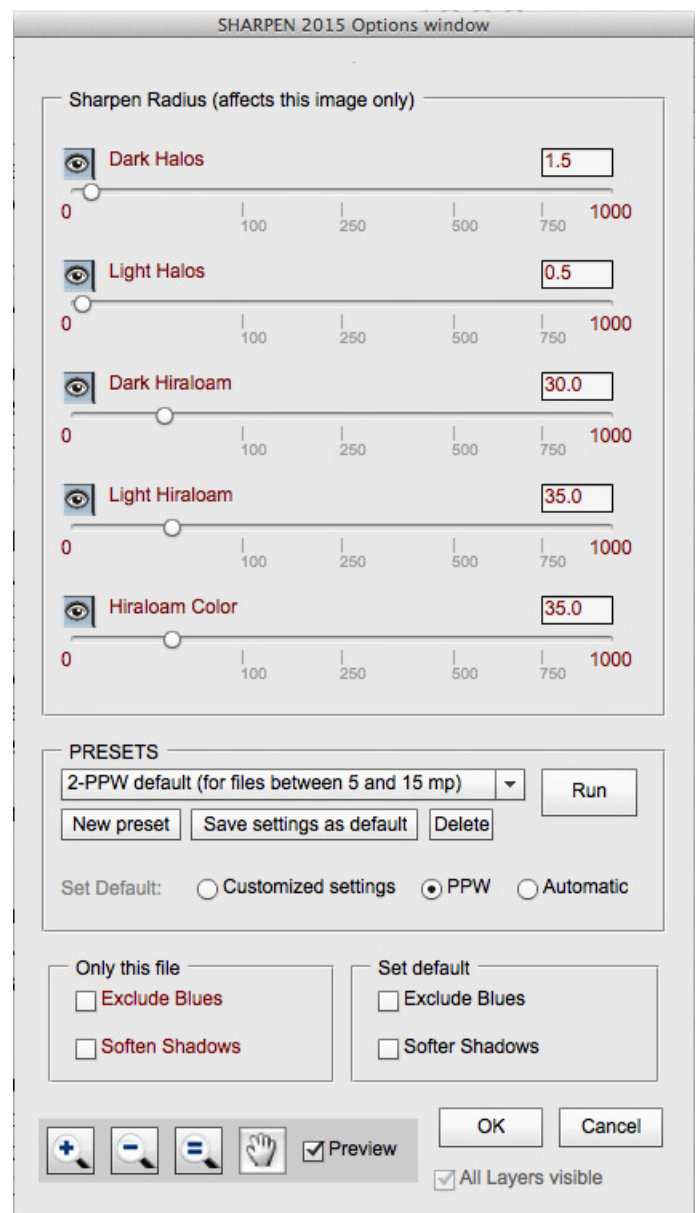 SHARPEN 2015 Options window
Sharpen Radius (affects this image only)
Dark Halos 1.5
0 100 250 500 750 1000
Light Halos 0.5
0 100 250 500 750 1000
Dark Hiraloam 30.0
0 100 250 500 750 1000
Light Hiraloam 35.0
0 100 250 500 750 1000
Hiraloam Color 35.0
0 100 250 500 750 1000
PRESETS
2-PPW default (for files between 5 and 15 mp) Run
New preset Save settings as default Delete
Set Default: Customized settings PPW Automatic
Only this file
Exclude Blues
Soften Shadows
Set default
Exclude Blues
Softer Shadows
Preview
OK Cancel
All Layers visible